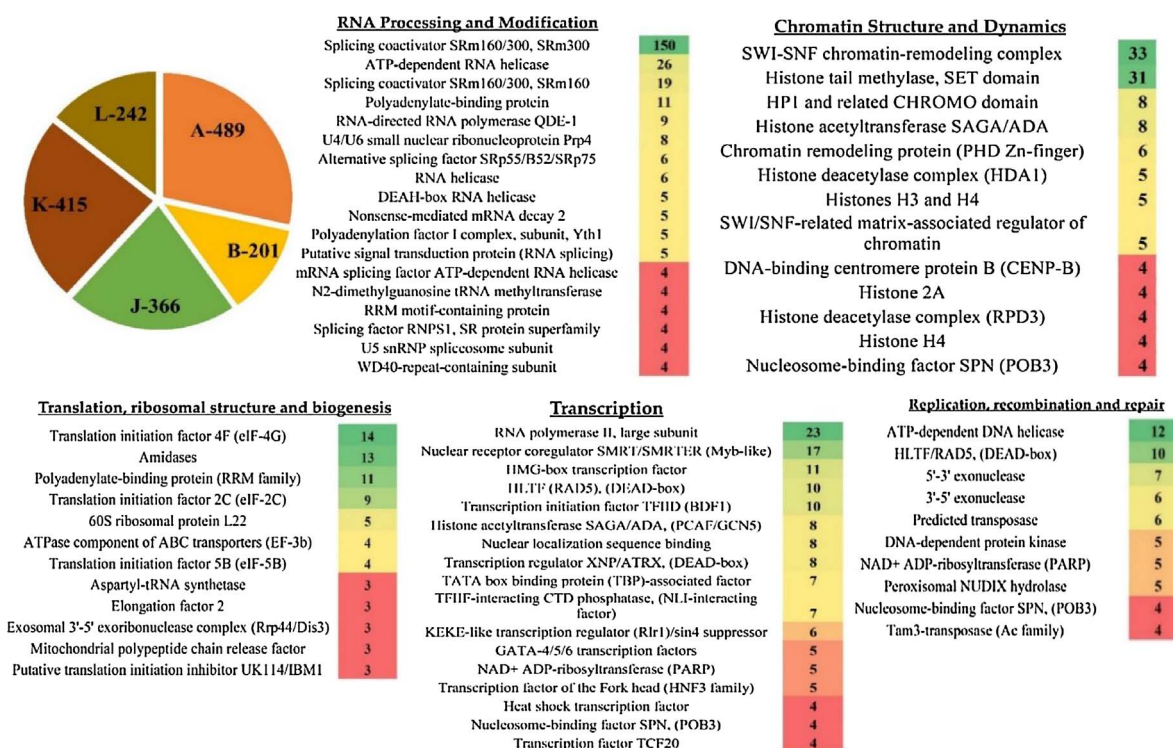 L-242
A-489
K-415
B-201
J-366
RNA Processing and Modification
Splicing coactivator SRm160/300, SRm300 150
ATP-dependent RNA helicase 26
Splicing coactivator SRm160/300, SRm160 19
Polyadenylate-binding protein 11
RNA-directed RNA polymerase QDE-1 9
U4/U6 small nuclear ribonucleoprotein Prp4 8
Alternative splicing factor SRp55/B52/SRp75 6
RNA helicase 6
DEAH-box RNA helicase 5
Nonsense-mediated mRNA decay 2 5
Polyadenylation factor I complex, subunit, Yth1 5
Putative signal transduction protein (RNA splicing) 5
mRNA splicing factor ATP-dependent RNA helicase 4
N2-dimethylguanosine tRNA methyltransferase 4
RRM motif-containing protein 4
Splicing factor RNPS1, SR protein superfamily 4
U5 snRNP spliceosome subunit 4
WD40-repeat-containing subunit 4
Chromatin Structure and Dynamics
SWI-SNF chromatin-remodeling complex 33
Histone tail methylase, SET domain 31
HP1 and related CHROMO domain 8
Histone acetyltransferase SAGA/ADA 8
Chromatin remodeling protein (PHD Zn-finger) 6
Histone deacetylase complex (HDA1) 5
Histones H3 and H4 5
SWI/SNF-related matrix-associated regulator of
chromatin 5
DNA-binding centromere protein B (CENP-B) 4
Histone 2A 4
Histone deacetylase complex (RPD3) 4
Histone H4 4
Nucleosome-binding factor SPN (POB3) 4
Translation, ribosomal structure and biogenesis
Translation initiation factor 4F (eIF-4G) 14
Amidases 13
Polyadenylate-binding protein (RRM family) 11
Translation initiation factor 2C (eIF-2C) 9
60S ribosomal protein L22 5
ATPase component of ABC transporters (EF-3b) 4
Translation initiation factor 5B (eIF-5B) 4
Aspartyl-tRNA synthetase 3
Elongation factor 2 3
Exosomal 3'-5' exoribonuclease complex (Rrp44/Dis3) 3
Mitochondrial polypeptide chain release factor 3
Putative translation initiation inhibitor UK114/IBM1 3
Transcription
RNA polymerase II, large subunit 23
Nuclear receptor coregulator SMRT/SMRTER (Myb-like) 17
HMG-box transcription factor 11
HLTF (RAD5), (DEAD-box) 10
Transcription initiation factor TFIID (BDF1) 10
Histone acetyltransferase SAGA/ADA, (PCAF/GCN5) 8
Nuclear localization sequence binding 8
Transcription regulator XNP/ATRX, (DEAD-box) 8
TATA box binding protein (TBP)-associated factor 7
TFIIF-interacting CTD phosphatase, (NLI-interacting
factor) 7
KEKE-like transcription regulator (Rlr1)/sin4 suppressor 6
GATA-4/5/6 transcription factors 5
NAD+ ADP-ribosyltransferase (PARP) 5
Transcription factor of the Fork head (HNF3 family) 5
Heat shock transcription factor 4
Nucleosome-binding factor SPN, (POB3) 4
Transcription factor TCF20 4
Replication, recombination and repair
ATP-dependent DNA helicase 12
HLTF/RAD5, (DEAD-box) 10
5'-3' exonuclease 7
3'-5' exonuclease 6
Predicted transposase 6
DNA-dependent protein kinase 5
NAD+ ADP-ribosyltransferase (PARP) 5
Peroxisomal NUDIX hydrolase 5
Nucleosome-binding factor SPN, (POB3) 4
Tam3-transposase (Ac family) 4